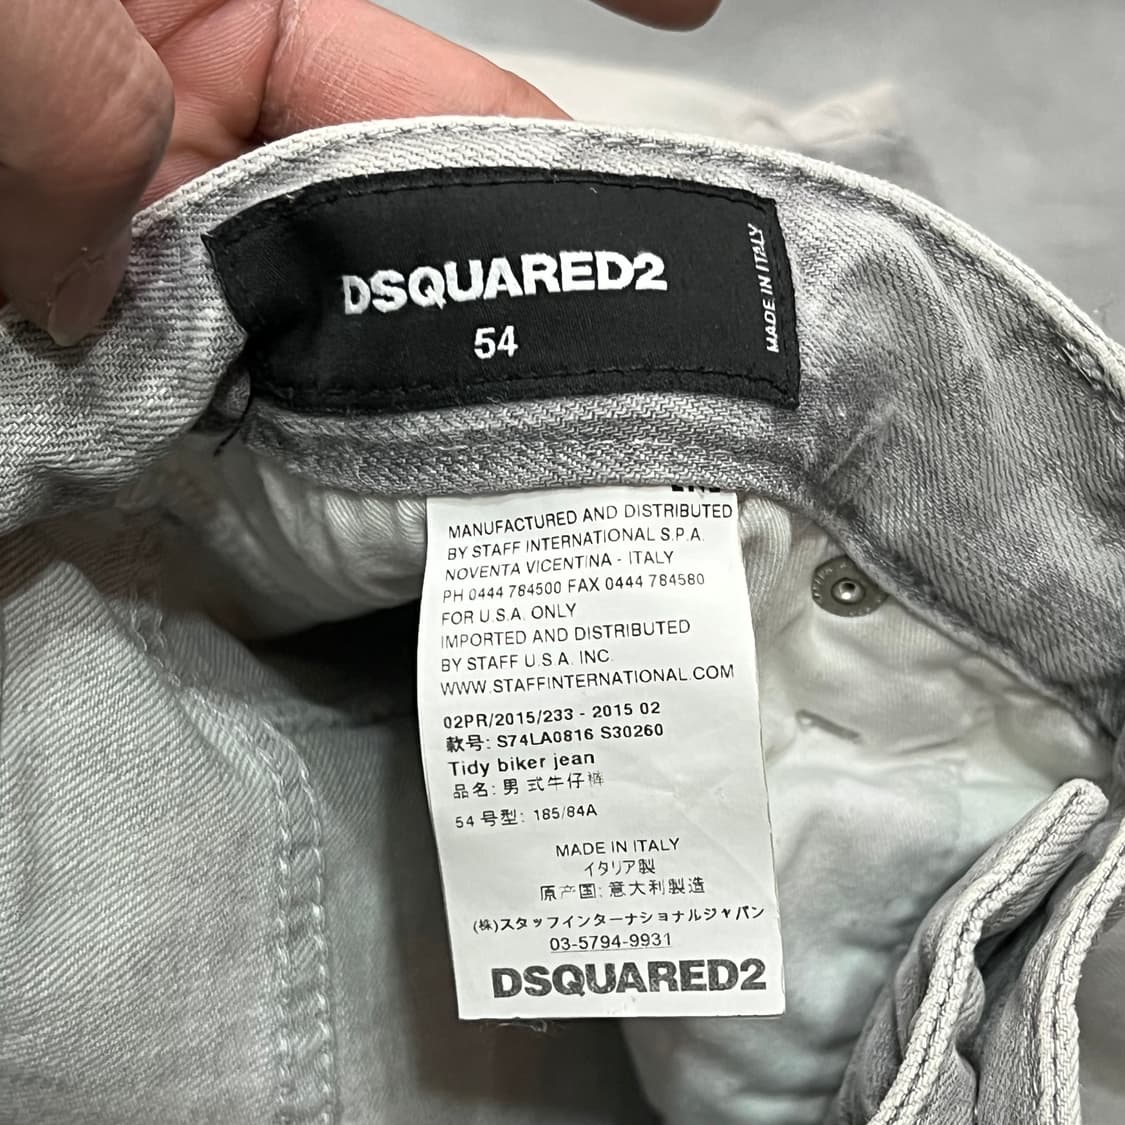 DSQUARED2
54
MADE IN ITALY
MANUFACTURED AND DISTRIBUTED
BY STAFF INTERNATIONAL S.P.A.
NOVENTA VICENTINA - ITALY
PH 0444 784500 FAX 0444 784580
FOR U.S.A. ONLY
IMPORTED AND DISTRIBUTED
BY STAFF U.S.A. INC.
WWW.STAFFINTERNATIONAL.COM
02PR/2015/233 - 2015 02
款号: S74LA0816 S30260
Tidy biker jean
品名: 男式牛仔裤
54 号型: 185/84A
MADE IN ITALY
イタリア製
原产国: 意大利製造
(株)スタッフインターナショナルジャパン
03-5794-9931
DSQUARED2